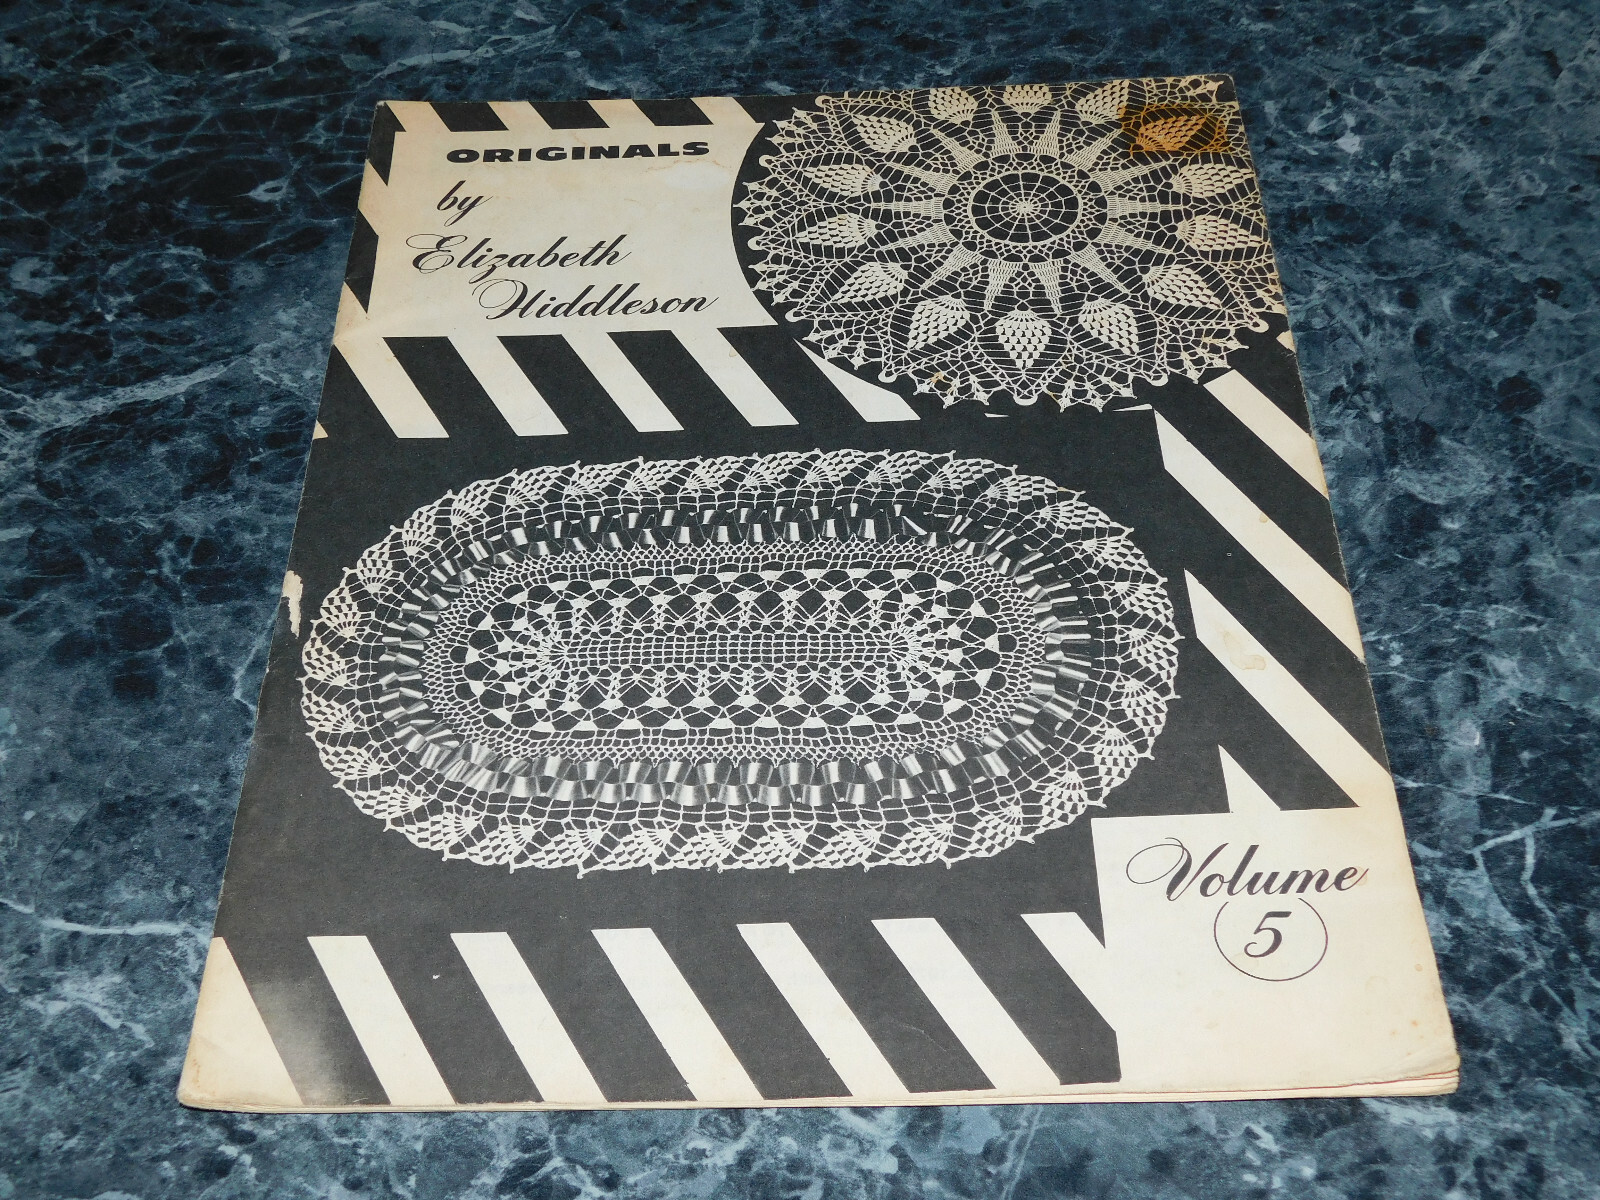 ORIGINALS
by
Elizabeth
Hiddleson
Volume
5